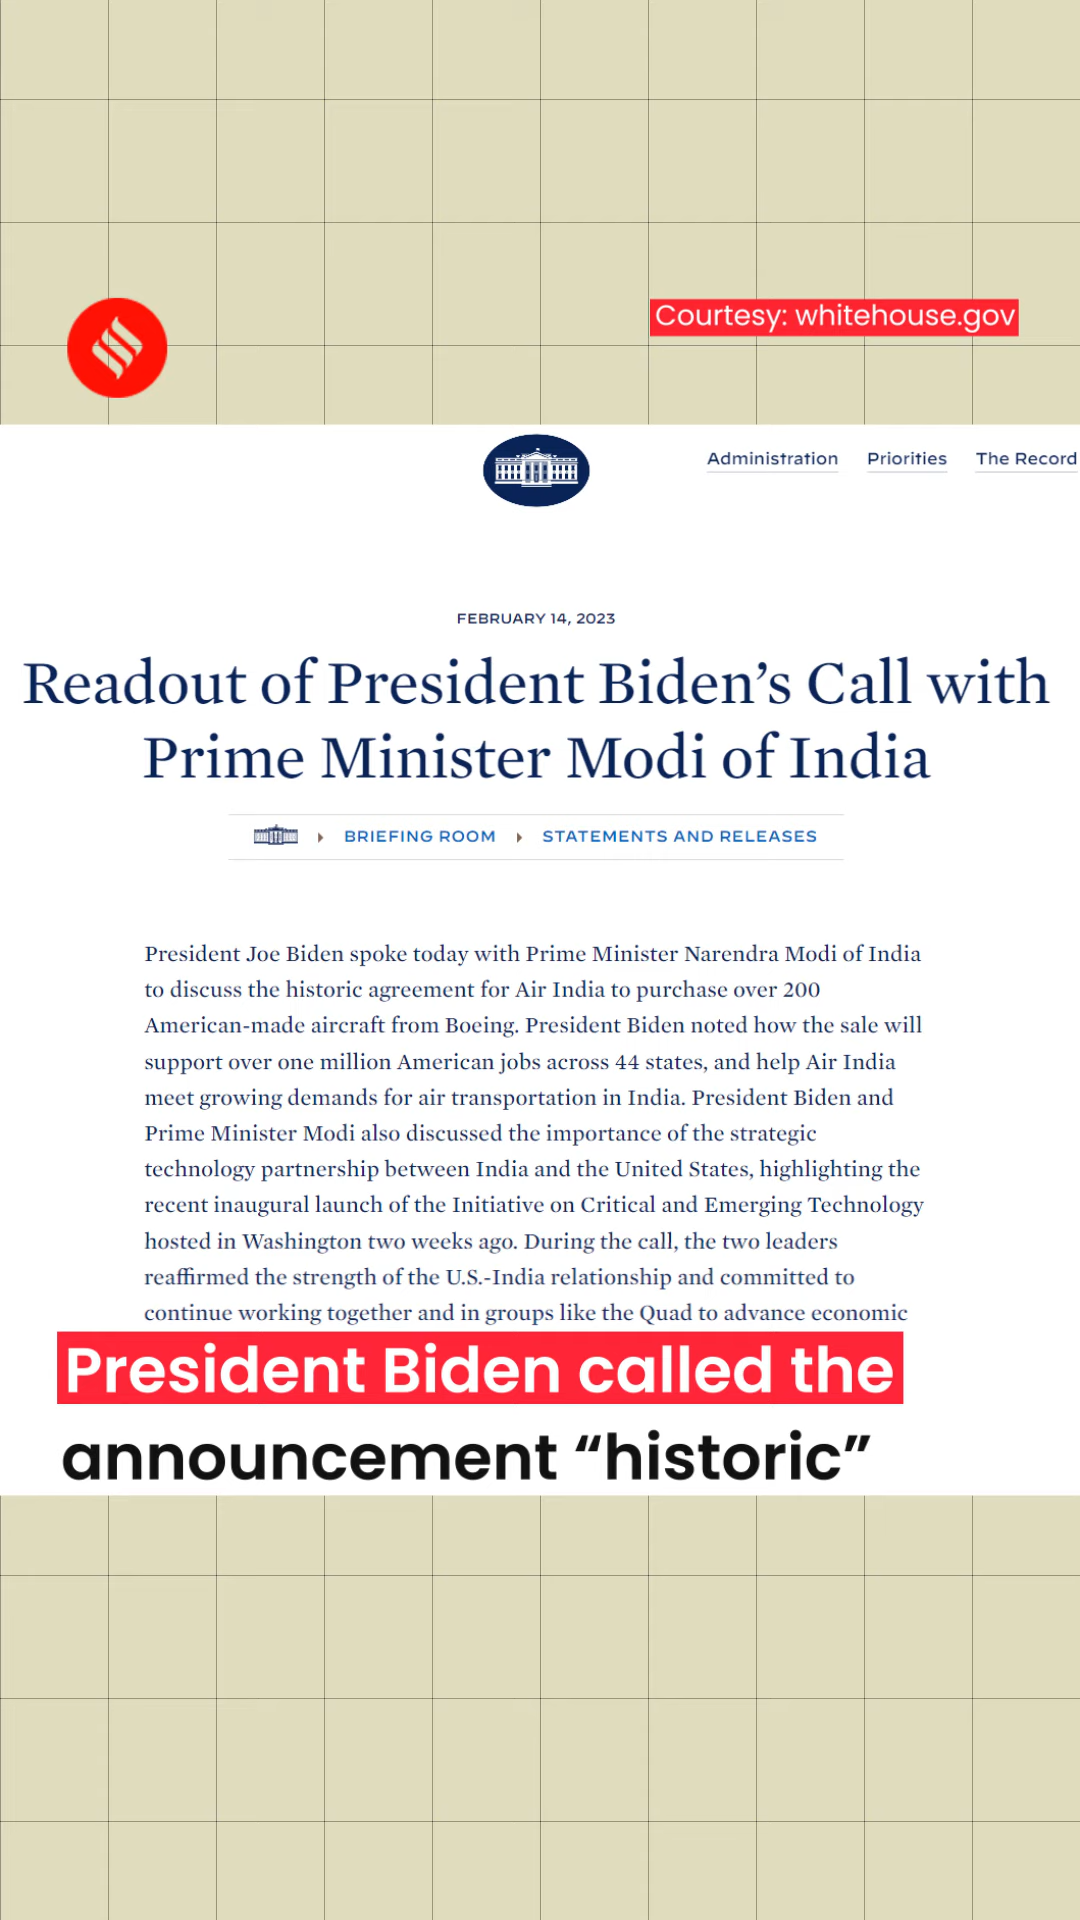 Courtesy: whitehouse.gov
Administration Priorities The Record
FEBRUARY 14, 2023
Readout of President Biden’s Call with
Prime Minister Modi of India
BRIEFING ROOM STATEMENTS AND RELEASES
President Joe Biden spoke today with Prime Minister Narendra Modi of India
to discuss the historic agreement for Air India to purchase over 200
American-made aircraft from Boeing. President Biden noted how the sale will
support over one million American jobs across 44 states, and help Air India
meet growing demands for air transportation in India. President Biden and
Prime Minister Modi also discussed the importance of the strategic
technology partnership between India and the United States, highlighting the
recent inaugural launch of the Initiative on Critical and Emerging Technology
hosted in Washington two weeks ago. During the call, the two leaders
reaffirmed the strength of the U.S.-India relationship and committed to
continue working together and in groups like the Quad to advance economic
President Biden called the
announcement “historic”